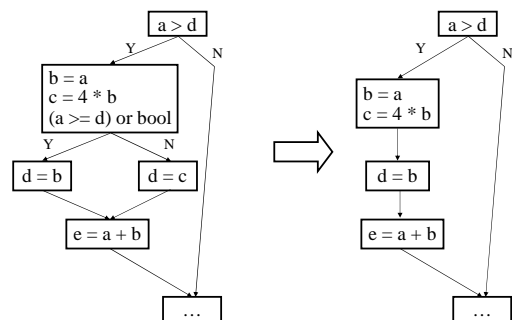 a > d
Y
N
b = a
c = 4 * b
(a >= d) or bool
Y
N
d = b
d = c
e = a + b
…
a > d
Y
N
b = a
c = 4 * b
d = b
e = a + b
…